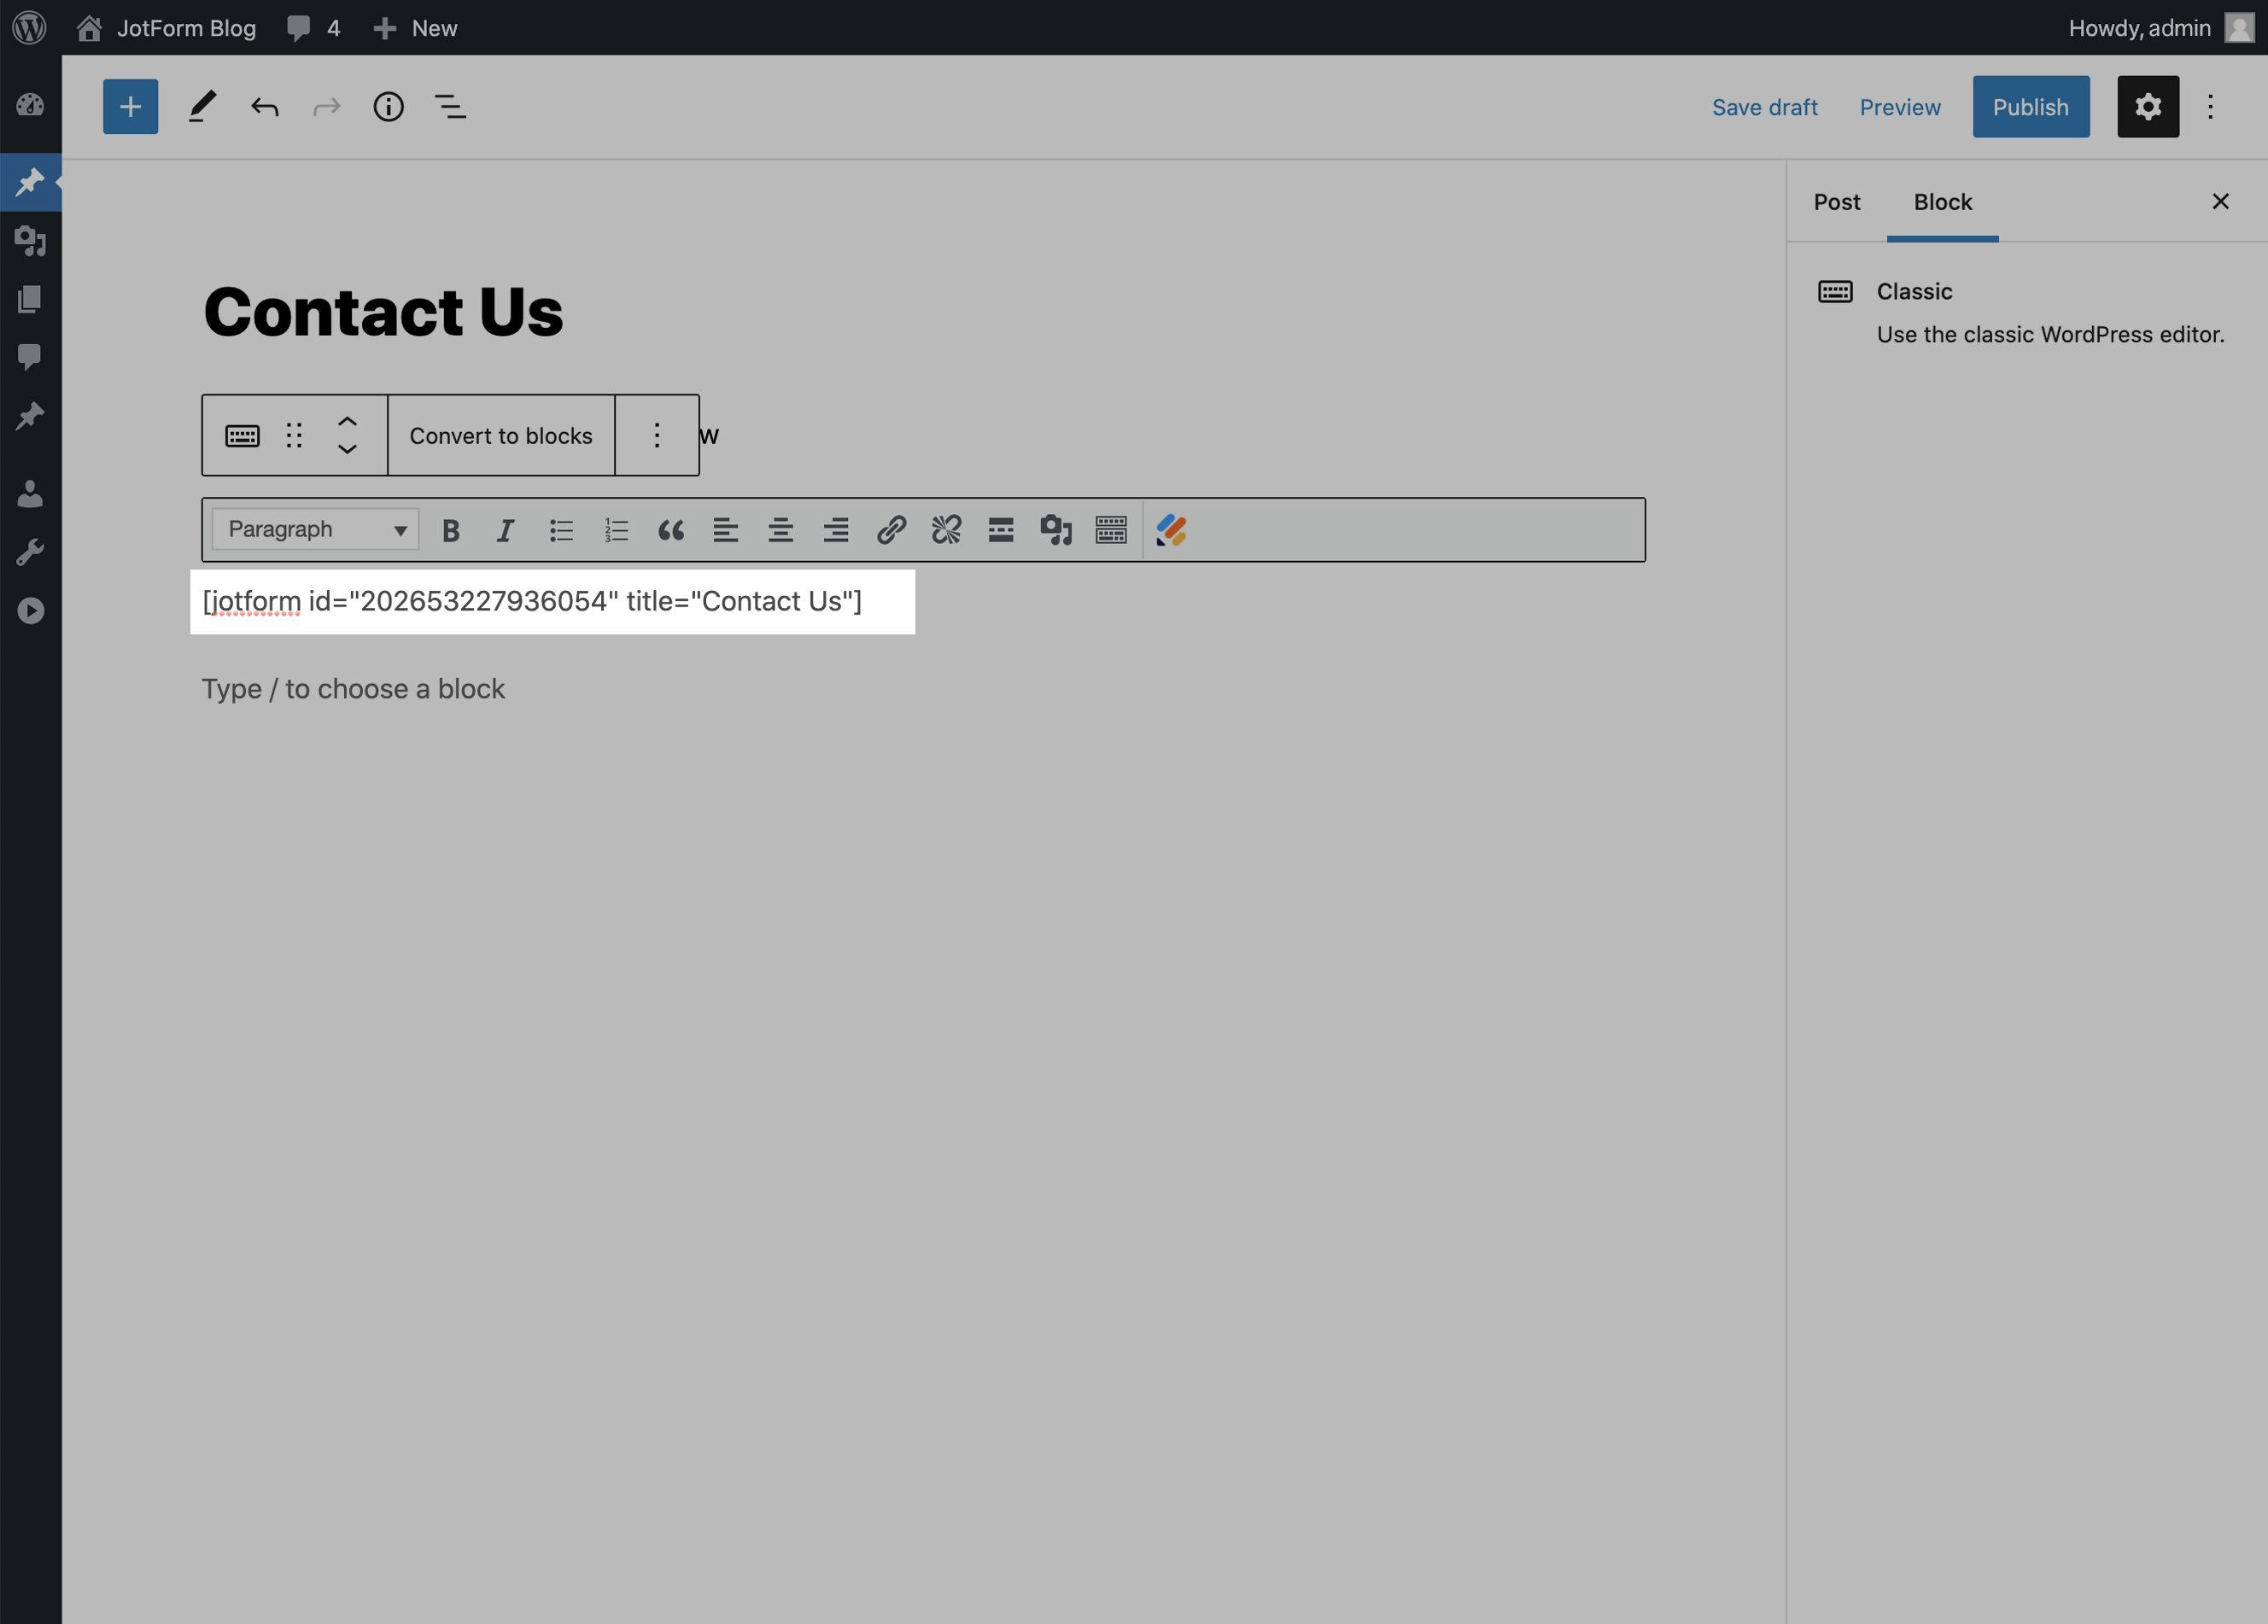 JotForm Blog 4 New Howdy, admin
Save draft Preview Publish
Post Block
Contact Us
Classic
Use the classic WordPress editor.
Convert to blocks w
Paragraph B I
[jotform id="202653227936054" title="Contact Us"]
Type / to choose a block